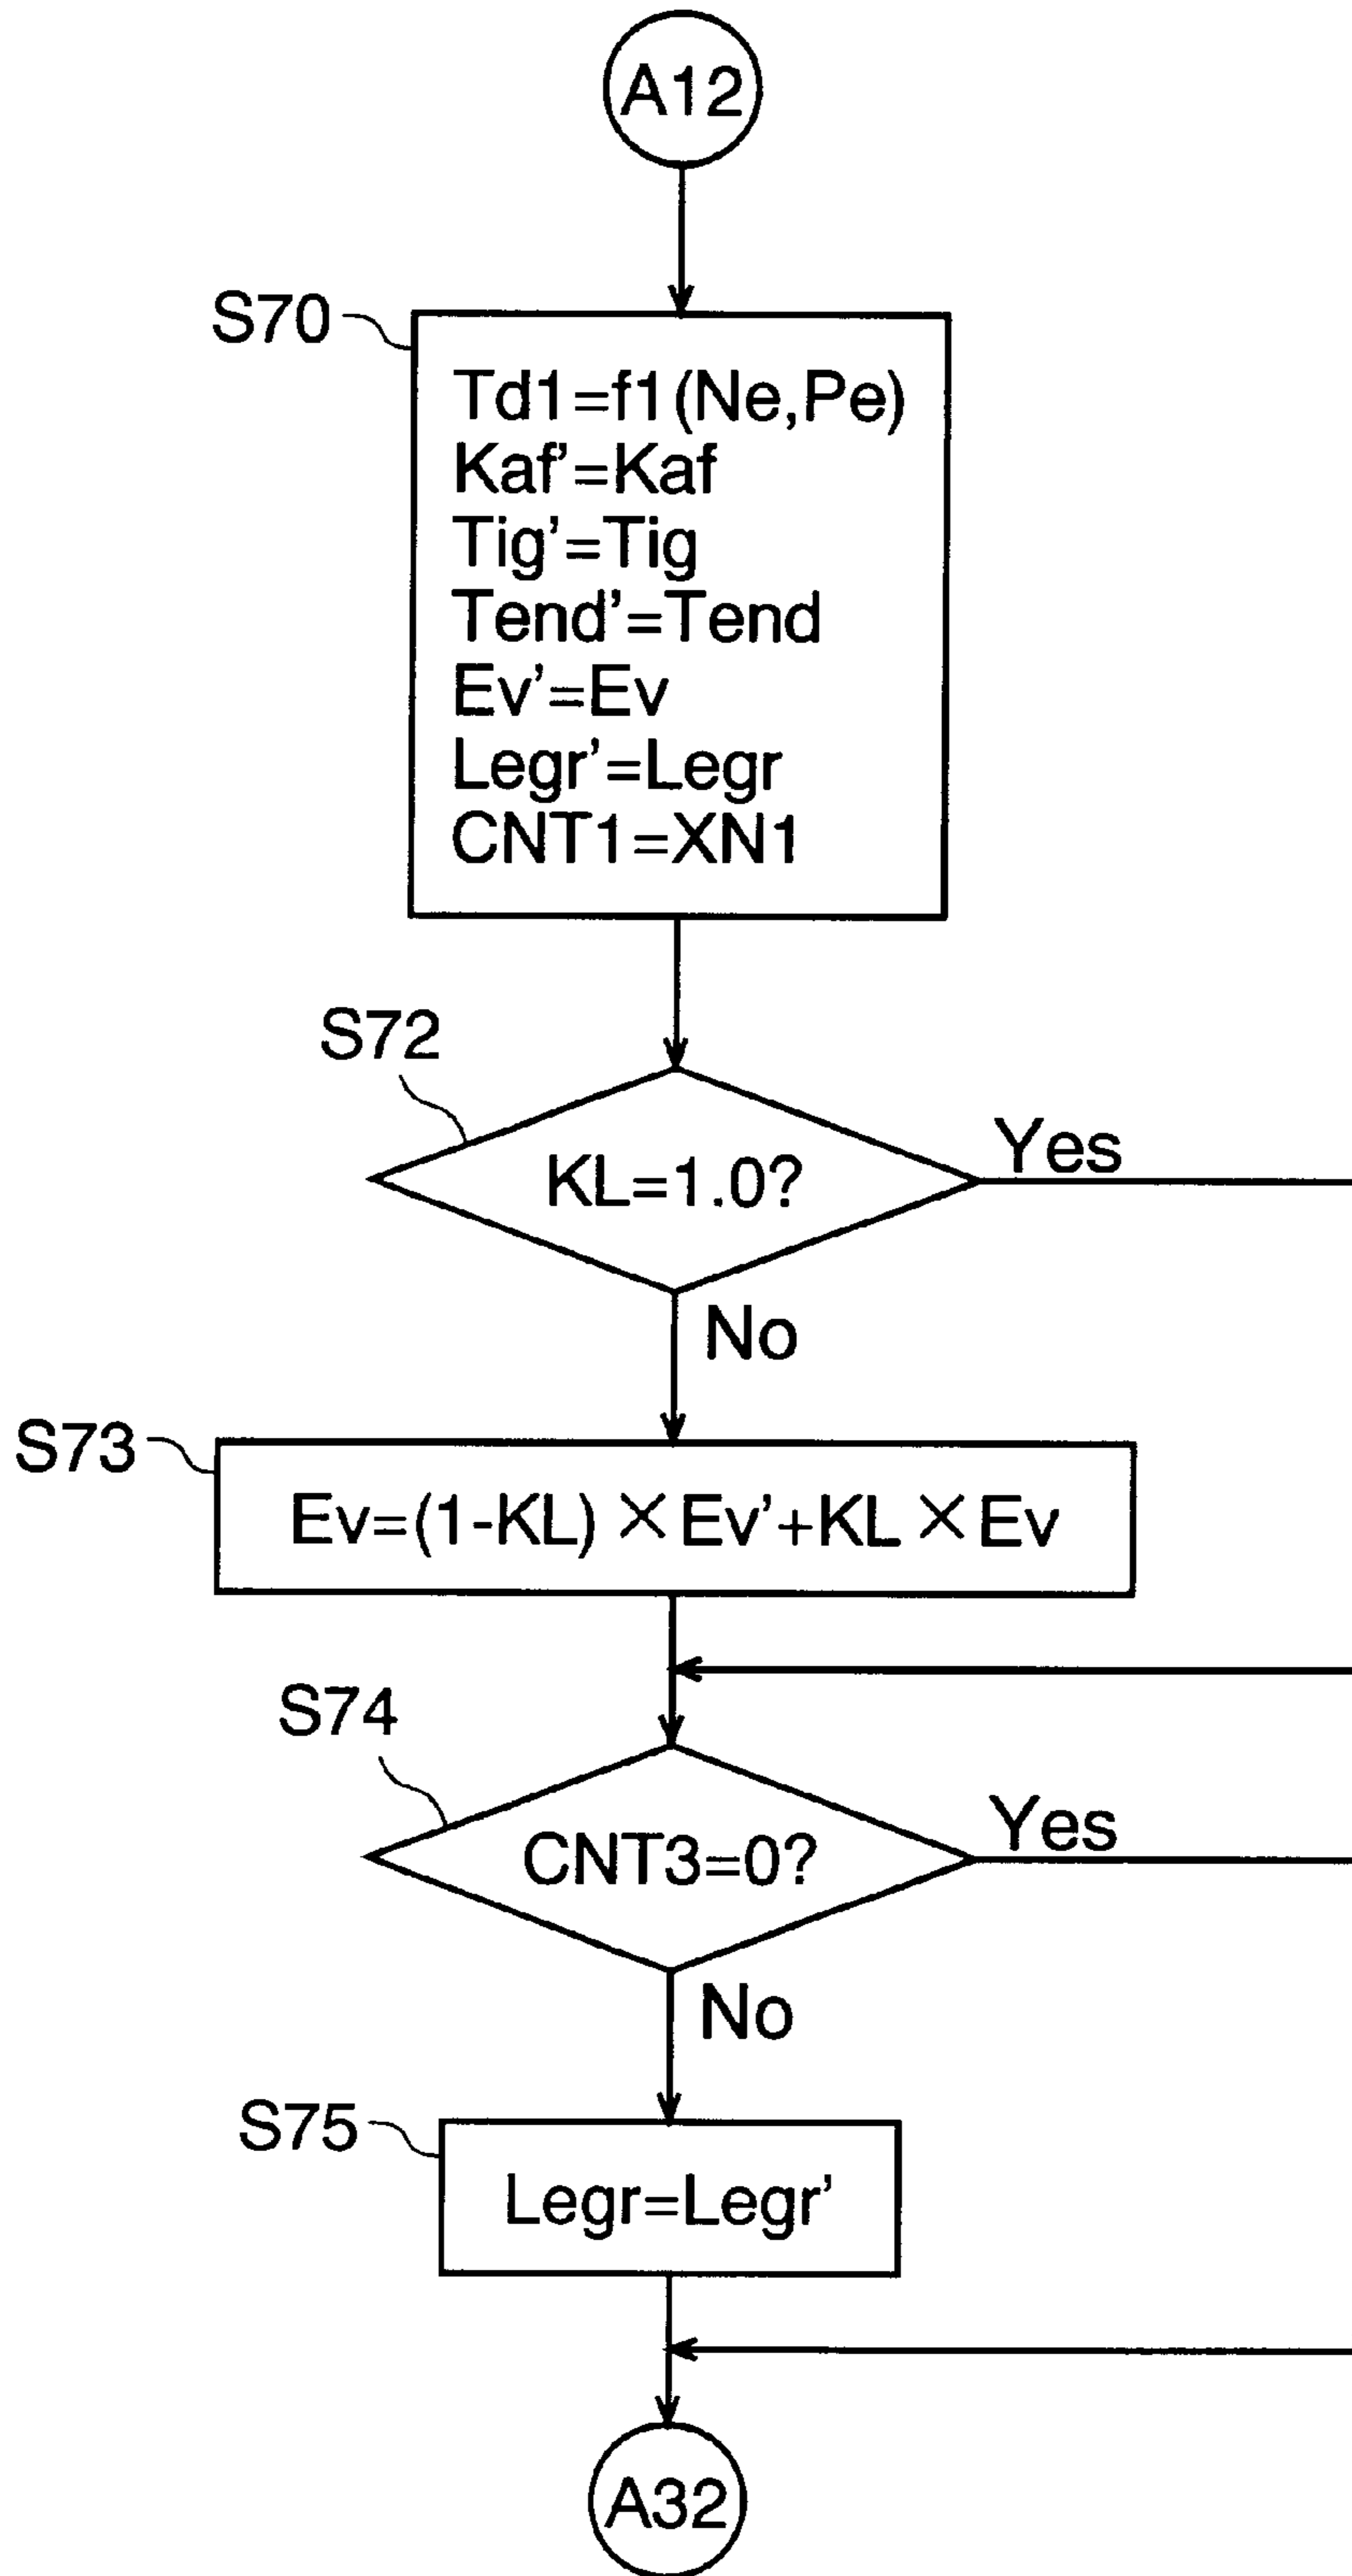 A12
S70
Td1=f1(Ne,Pe)
Kaf'=Kaf
Tig'=Tig
Tend'=Tend
Ev'=Ev
Legr'=Legr
CNT1=XN1
S72
KL=1.0?
Yes
No
S73
Ev=(1-KL)×Ev'+KL×Ev
S74
CNT3=0?
Yes
No
S75
Legr=Legr'
A32